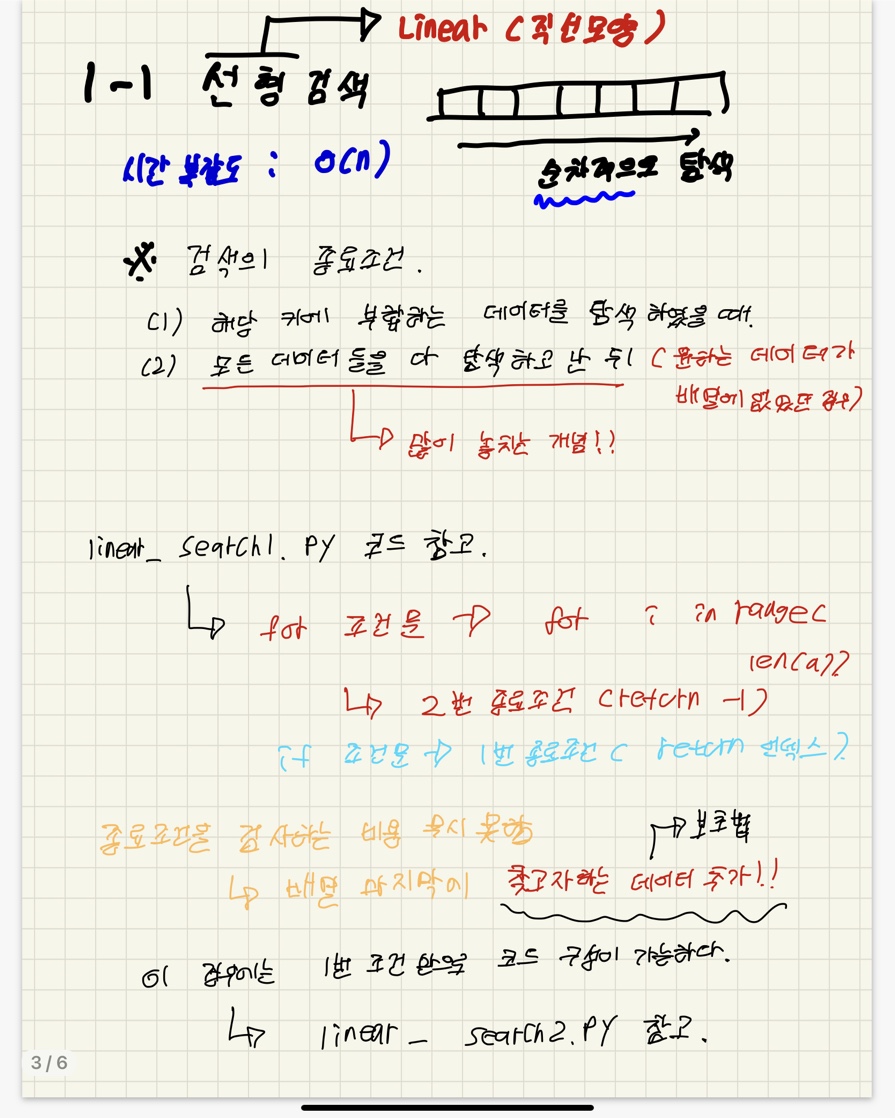 Linear (직선모양)
1-1 선형 검색
시간 복잡도 : O(n)
순차적으로 탐색
※ 검색의 종료조건.
(1) 해당 키에 부합하는 데이터를 탐색 하였을 때.
(2) 모든 데이터 들을 다 탐색하고 난 뒤 (원하는 데이터가
배열에 없었던 경우)
많이 놓치는 개념!!
linear_ search1. py 코드 참고.
for 조건문 → for i in range(
len(a))
2번 종료조건 (return -1)
if 조건문 → 1번 종료조건 ( return 인덱스)
종료조건을 검사하는 비용 무시 못함
보초법
배열 마지막에 찾고자하는 데이터 추가!!
이 경우에는 1번 조건 만으로 코드 구성이 가능하다.
linear _ search2.py 참고.
3/6